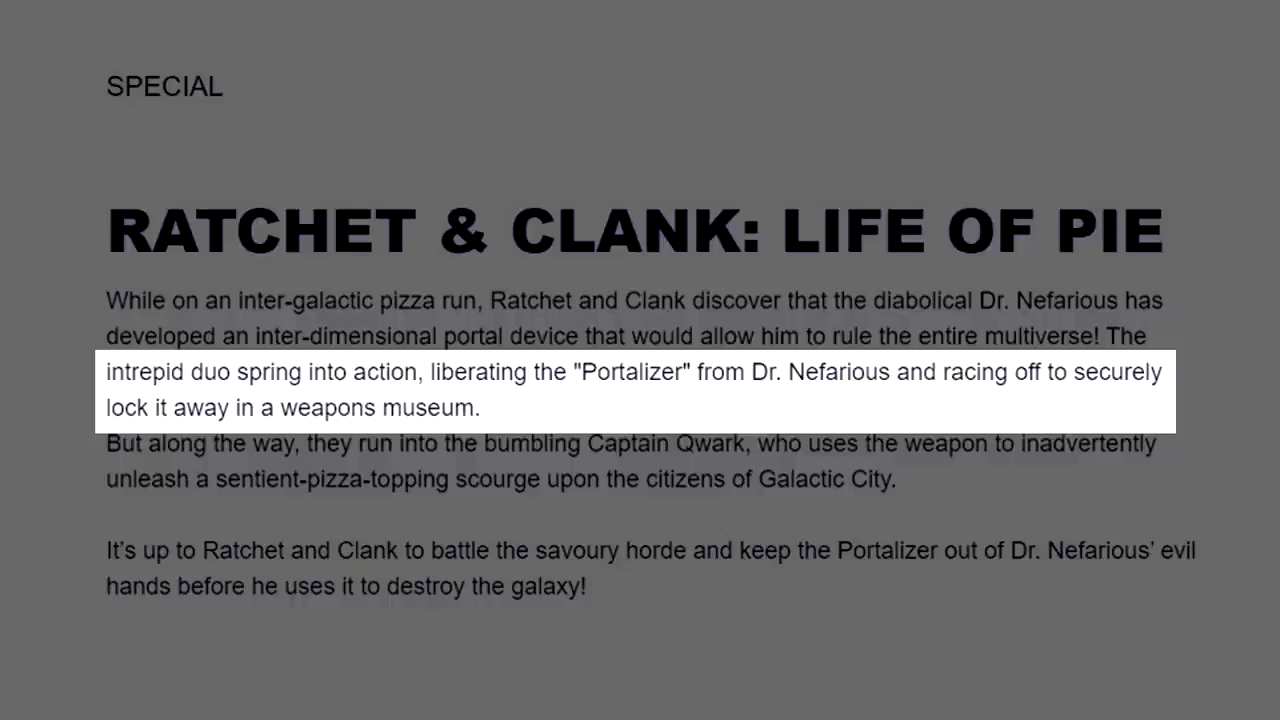 SPECIAL
RATCHET & CLANK: LIFE OF PIE
While on an inter-galactic pizza run, Ratchet and Clank discover that the diabolical Dr. Nefarious has
developed an inter-dimensional portal device that would allow him to rule the entire multiverse! The
intrepid duo spring into action, liberating the "Portalizer" from Dr. Nefarious and racing off to securely
lock it away in a weapons museum.
But along the way, they run into the bumbling Captain Qwark, who uses the weapon to inadvertently
unleash a sentient-pizza-topping scourge upon the citizens of Galactic City.
It’s up to Ratchet and Clank to battle the savoury horde and keep the Portalizer out of Dr. Nefarious’ evil
hands before he uses it to destroy the galaxy!